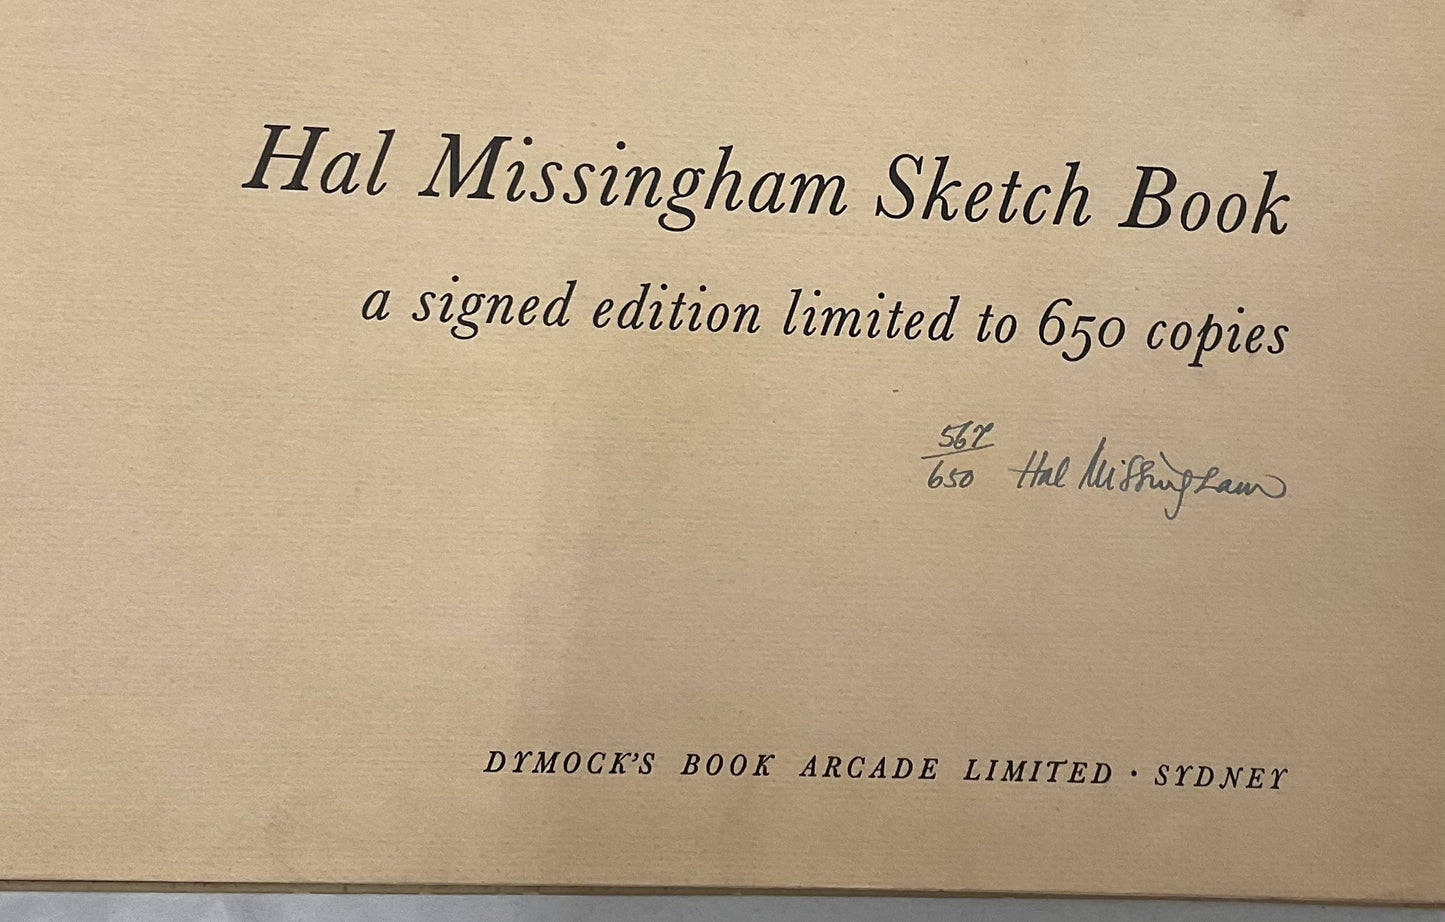 Hal Missingham Sketch Book
a signed edition limited to 650 copies
567
650 Hal Missingham
DYMOCK'S BOOK ARCADE LIMITED · SYDNEY